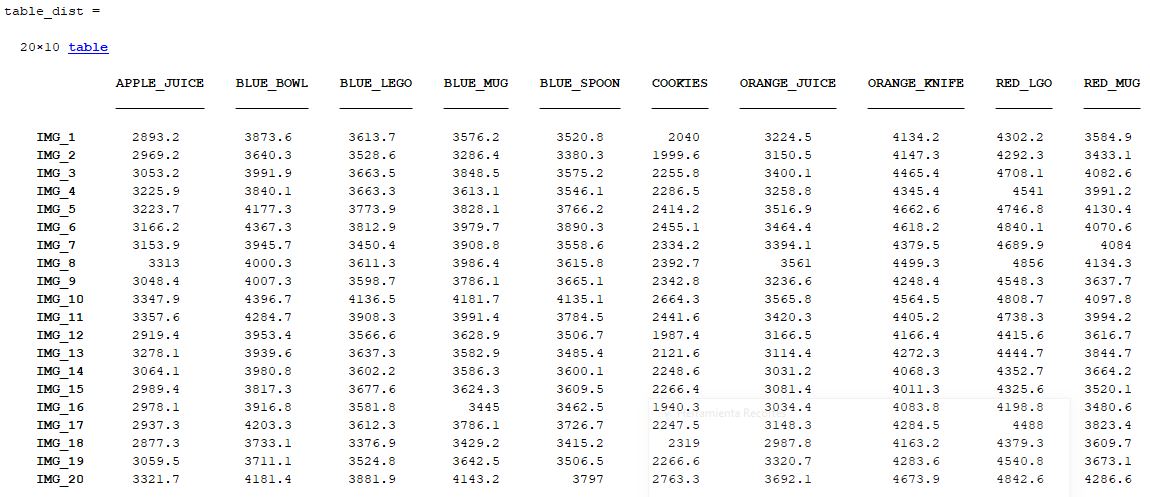 table_dist =
20×10 table
APPLE_JUICE BLUE_BOWL BLUE_LEGO BLUE_MUG BLUE_SPOON COOKIES ORANGE_JUICE ORANGE_KNIFE RED_LGO RED_MUG
IMG_1 2893.2 3873.6 3613.7 3576.2 3520.8 2040 3224.5 4134.2 4302.2 3584.9
IMG_2 2969.2 3640.3 3528.6 3286.4 3380.3 1999.6 3150.5 4147.3 4292.3 3433.1
IMG_3 3053.2 3991.9 3663.5 3848.5 3575.2 2255.8 3400.1 4465.4 4708.1 4082.6
IMG_4 3225.9 3840.1 3663.3 3613.1 3546.1 2286.5 3258.8 4345.4 4541 3991.2
IMG_5 3223.7 4177.3 3773.9 3828.1 3766.2 2414.2 3516.9 4662.6 4746.8 4130.4
IMG_6 3166.2 4367.3 3812.9 3979.7 3890.3 2455.1 3464.4 4618.2 4840.1 4070.6
IMG_7 3153.9 3945.7 3450.4 3908.8 3558.6 2334.2 3394.1 4379.5 4689.9 4084
IMG_8 3313 4000.3 3611.3 3986.4 3615.8 2392.7 3561 4499.3 4856 4134.3
IMG_9 3048.4 4007.3 3598.7 3786.1 3665.1 2342.8 3236.6 4248.4 4548.3 3637.7
IMG_10 3347.9 4396.7 4136.5 4181.7 4135.1 2664.3 3565.8 4564.5 4808.7 4097.8
IMG_11 3357.6 4284.7 3908.3 3991.4 3784.5 2441.6 3420.3 4405.2 4738.3 3994.2
IMG_12 2919.4 3953.4 3566.6 3628.9 3506.7 1987.4 3166.5 4166.4 4415.6 3616.7
IMG_13 3278.1 3939.6 3637.3 3582.9 3485.4 2121.6 3114.4 4272.3 4444.7 3844.7
IMG_14 3064.1 3980.8 3602.2 3586.3 3600.1 2248.6 3031.2 4068.3 4352.7 3664.2
IMG_15 2989.4 3817.3 3677.6 3624.3 3609.5 2266.4 3081.4 4011.3 4325.6 3520.1
IMG_16 2978.1 3916.8 3581.8 3445 3462.5 1940.3 3034.4 4083.8 4198.8 3480.6
IMG_17 2937.3 4203.3 3612.3 3786.1 3726.7 2247.5 3148.3 4284.5 4488 3823.4
IMG_18 2877.3 3733.1 3376.9 3429.2 3415.2 2319 2987.8 4163.2 4379.3 3609.7
IMG_19 3059.5 3711.1 3524.8 3642.5 3506.5 2266.6 3320.7 4283.6 4540.8 3673.1
IMG_20 3321.7 4181.4 3881.9 4143.2 3797 2763.3 3692.1 4673.9 4842.6 4286.6